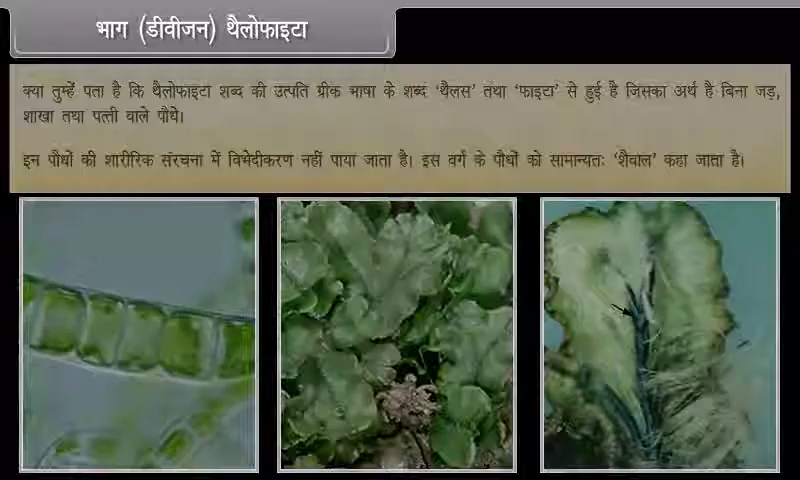 भाग (डीवीजन) थैलोफाइटा
क्या तुम्हें पता है कि थैलोफाइटा शब्द की उत्पति ग्रीक भाषा के शब्द 'थैलस' तथा 'फाइटा' से हुई है जिसका अर्थ है बिना जड़,
शाखा तथा पत्ती वाले पौधे।
इन पौधों की शारीरिक संरचना में विभेदीकरण नहीं पाया जाता है। इस वर्ग के पौधों को सामान्यतः 'शैवाल' कहा जाता है।